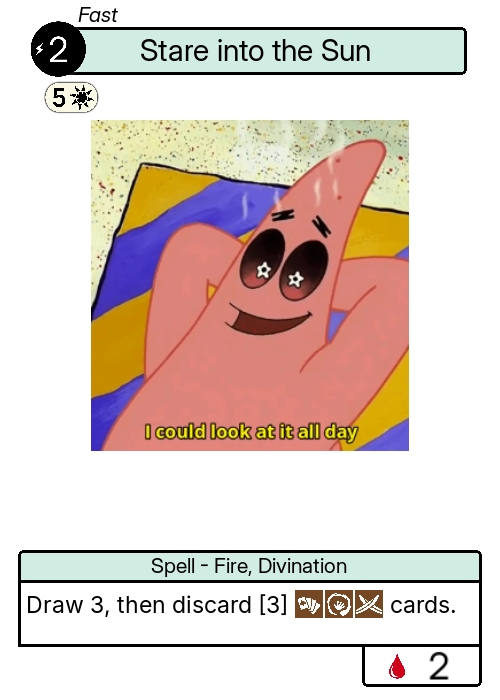 Fast
2
Stare into the Sun
5
I could look at it all day
Spell - Fire, Divination
Draw 3, then discard [3] cards.
2